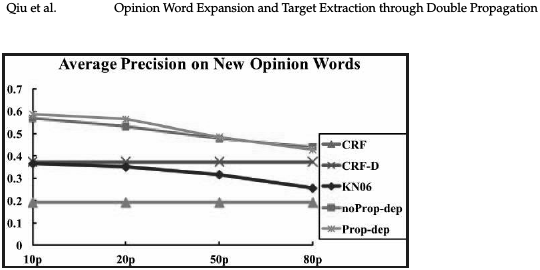 Qiu et al. Opinion Word Expansion and Target Extraction through Double Propagation
Average Precision on New Opinion Words
0.7
0.6
0.5
0.4
0.3
0.2
0.1
0
10p 20p 50p 80p
CRF
CRF-D
KN06
noProp-dep
Prop-dep